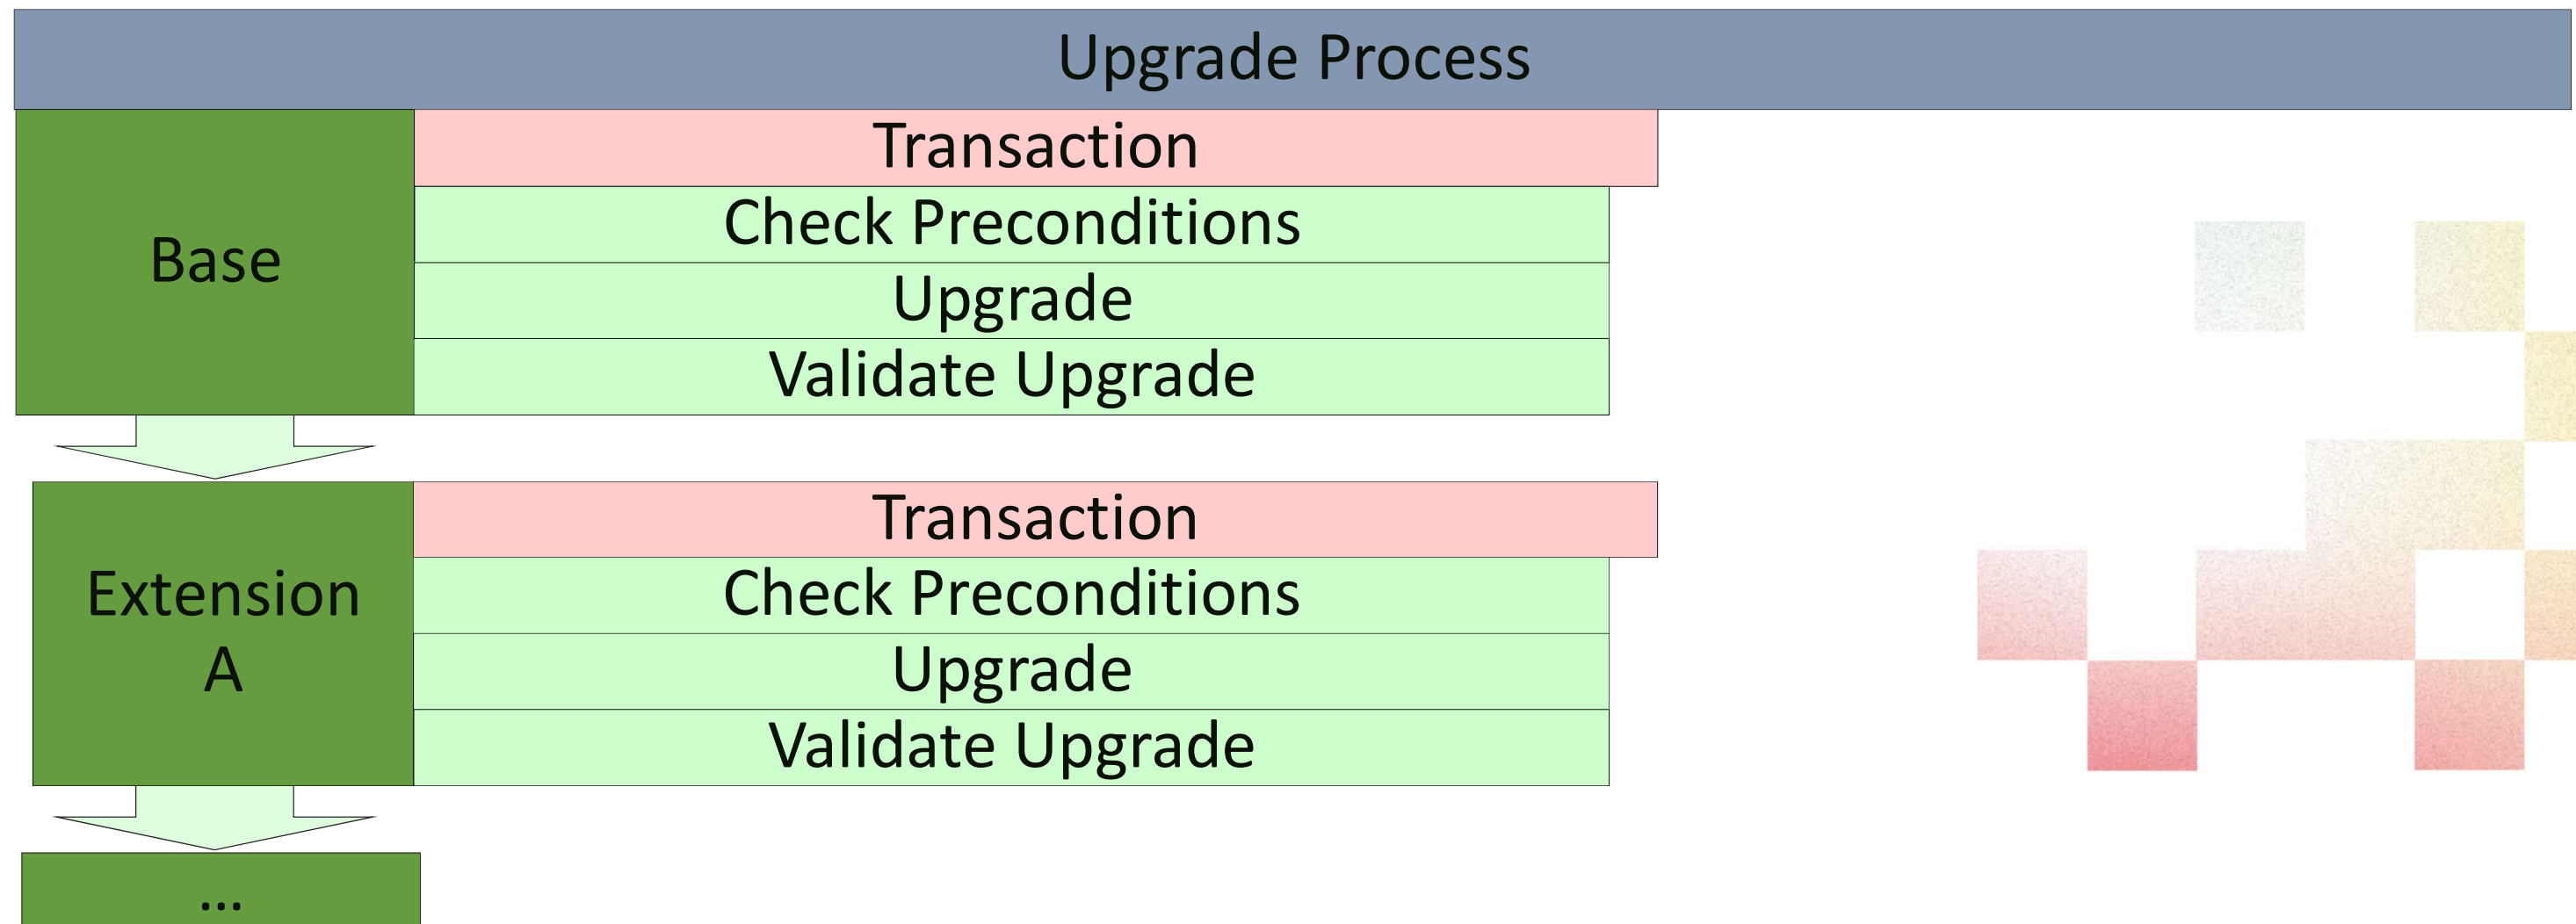 Upgrade Process
Transaction
Check Preconditions
Base
Upgrade
Validate Upgrade
Transaction
Check Preconditions
Extension
A
Upgrade
Validate Upgrade
...